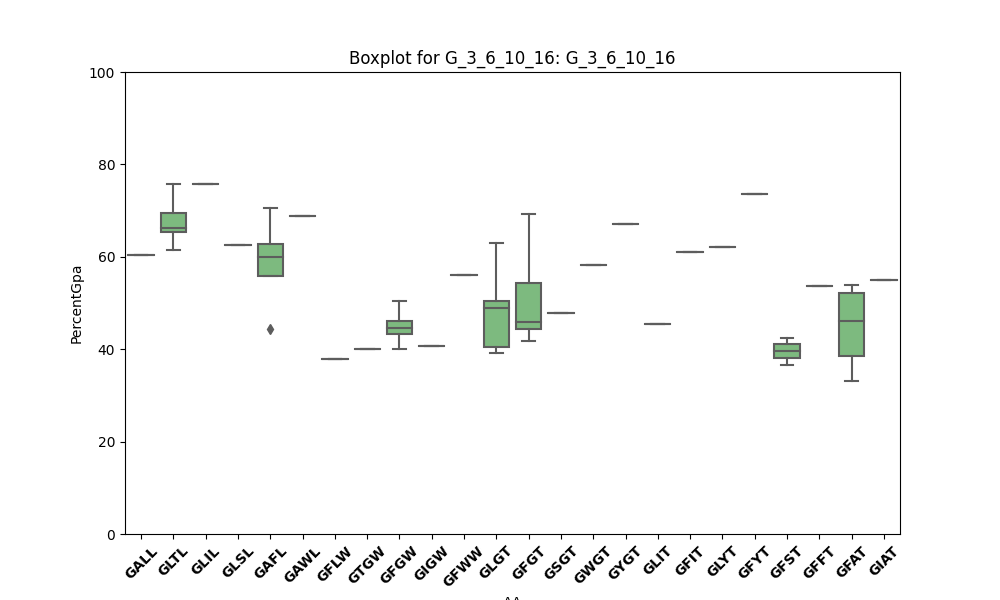 Boxplot for G_3_6_10_16: G_3_6_10_16
100
80
60
40
20
0
PercentGpa
GALL
GLTL
GLIL
GLSL
GAFL
GAWL
GFLW
GTGW
GFGW
GIGW
GFWW
GLGT
GFGT
GSGT
GWGT
GYGT
GLIT
GFIT
GLYT
GFYT
GFST
GFFT
GFAT
GIAT